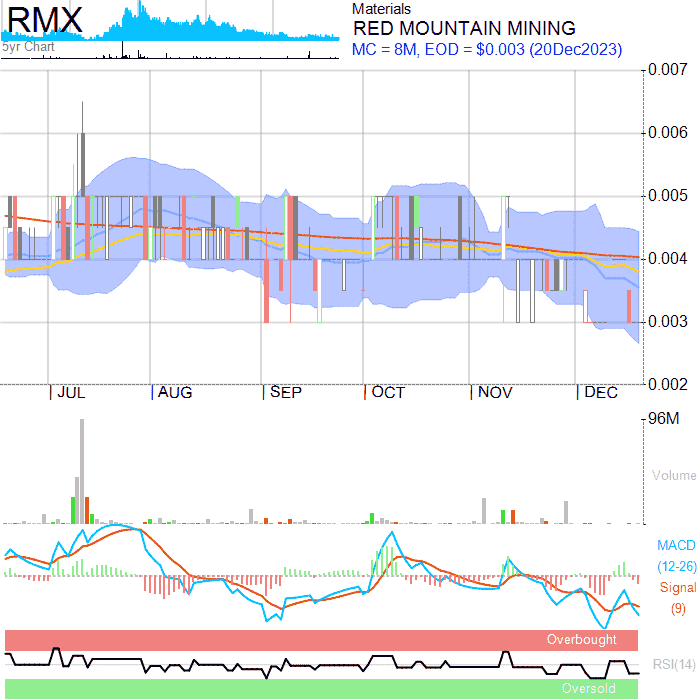 RMX
5yr Chart
Materials
RED MOUNTAIN MINING
MC = 8M, EOD = $0.003 (20Dec2023)
0.007
0.006
0.005
0.004
0.003
0.002
JUL AUG SEP OCT NOV DEC
96M
Volume
MACD
(12-26)
Signal
(9)
Overbought
RSI(14)
Oversold